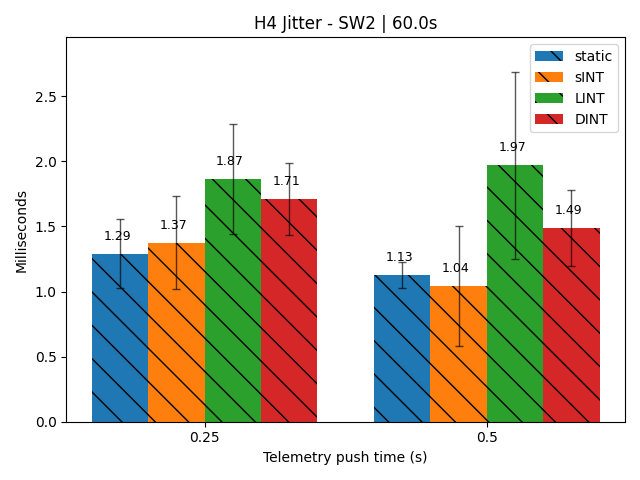 H4 Jitter - SW2 | 60.0s
static
sINT
LINT
DINT
2.5
2.0
1.5
1.0
0.5
0.0
Milliseconds
1.29
1.37
1.87
1.71
1.13
1.04
1.97
1.49
0.25
0.5
Telemetry push time (s)